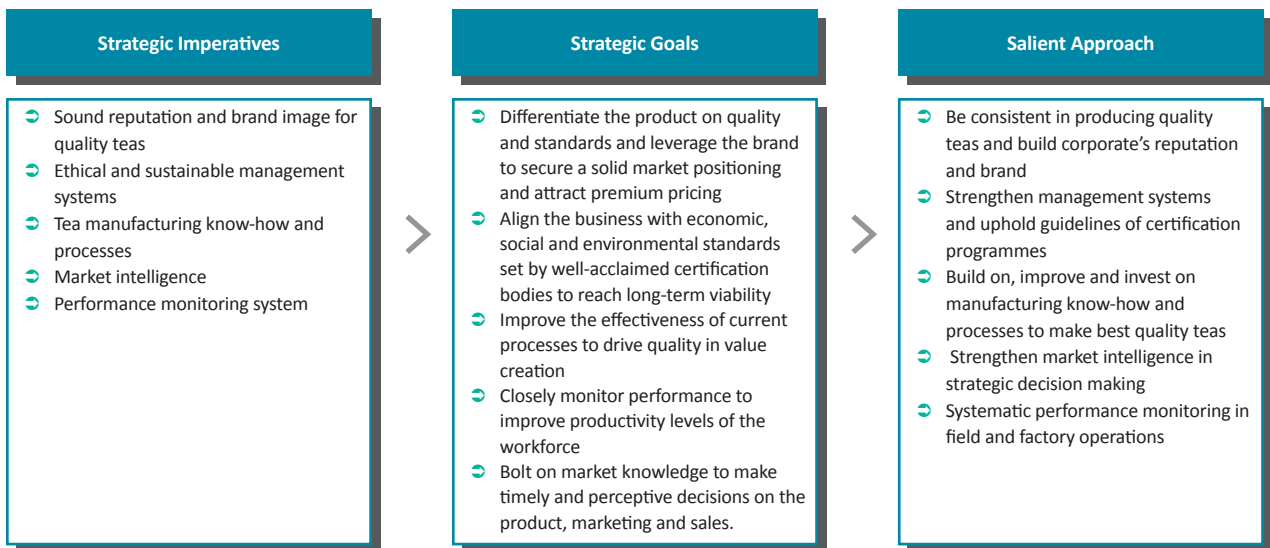 Strategic Imperatives
Sound reputation and brand image for
quality teas
Ethical and sustainable management
systems
Tea manufacturing know-how and
processes
Market intelligence
Performance monitoring system
Strategic Goals
Differentiate the product on quality
and standards and leverage the brand
to secure a solid market positioning
and attract premium pricing
Align the business with economic,
social and environmental standards
set by well-acclaimed certification
bodies to reach long-term viability
Improve the effectiveness of current
processes to drive quality in value
creation
Closely monitor performance to
improve productivity levels of the
workforce
Bolt on market knowledge to make
timely and perceptive decisions on the
product, marketing and sales.
Salient Approach
Be consistent in producing quality
teas and build corporate’s reputation
and brand
Strengthen management systems
and uphold guidelines of certification
programmes
Build on, improve and invest on
manufacturing know-how and
processes to make best quality teas
Strengthen market intelligence in
strategic decision making
Systematic performance monitoring in
field and factory operations